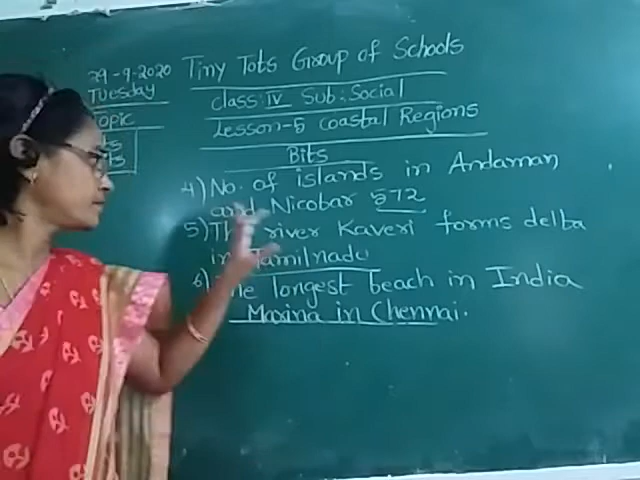 29-9-2020 Tiny Tots Group of Schools
Tuesday
class: IV Sub: Social
Topic
Lesson-5 Coastal Regions
Bits
4) No. of islands in Andaman
and Nicobar 572
5) The river Kaveri forms delba
in Tamilnadu
6) The longest beach in India
Marina in Chennai.